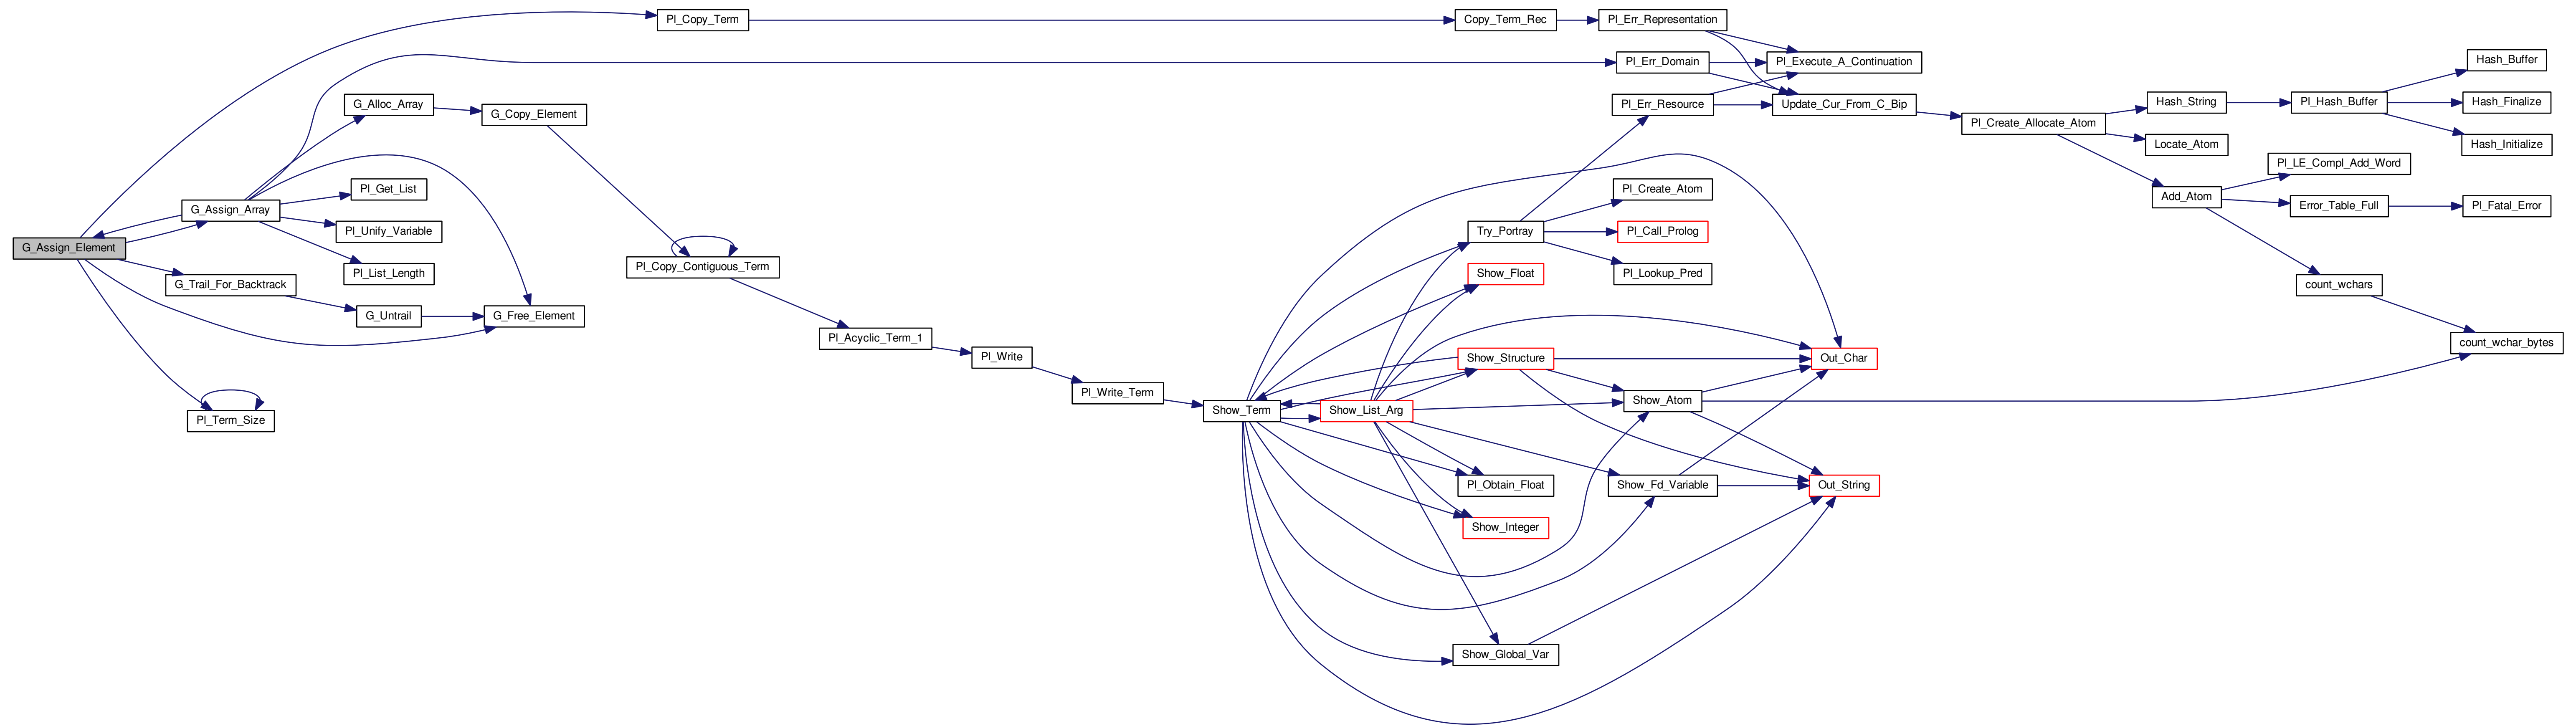 G_Assign_Element
Pl_Copy_Term
G_Assign_Array
G_Trail_For_Backtrack
Pl_Term_Size
G_Alloc_Array
Pl_Get_List
Pl_Unify_Variable
Pl_List_Length
G_Untrail
G_Copy_Element
G_Free_Element
Pl_Copy_Contiguous_Term
Pl_Acyclic_Term_1
Pl_Write
Pl_Write_Term
Show_Term
Show_List_Arg
Copy_Term_Rec
Try_Portray
Show_Float
Show_Structure
Pl_Obtain_Float
Show_Integer
Show_Global_Var
Pl_Err_Representation
Pl_Err_Domain
Pl_Err_Resource
Pl_Create_Atom
Pl_Call_Prolog
Pl_Lookup_Pred
Show_Atom
Show_Fd_Variable
Pl_Execute_A_Continuation
Update_Cur_From_C_Bip
Out_Char
Out_String
Pl_Create_Allocate_Atom
Hash_String
Locate_Atom
Add_Atom
Pl_Hash_Buffer
Pl_LE_Compl_Add_Word
Error_Table_Full
count_wchars
Hash_Buffer
Hash_Finalize
Hash_Initialize
Pl_Fatal_Error
count_wchar_bytes